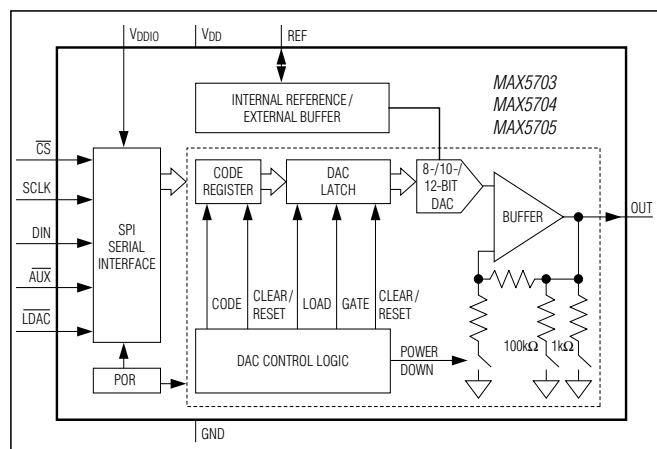 VDDIO
VDD
REF
INTERNAL REFERENCE/
EXTERNAL BUFFER
MAX5703
MAX5704
MAX5705
CS
SCLK
DIN
AUX
LDAC
SPI
SERIAL
INTERFACE
CODE
REGISTER
DAC
LATCH
8-/10-/
12-BIT
DAC
BUFFER
OUT
CODE
CLEAR/
RESET
LOAD
GATE
CLEAR/
RESET
100kΩ
1kΩ
DAC CONTROL LOGIC
POWER
DOWN
POR
GND